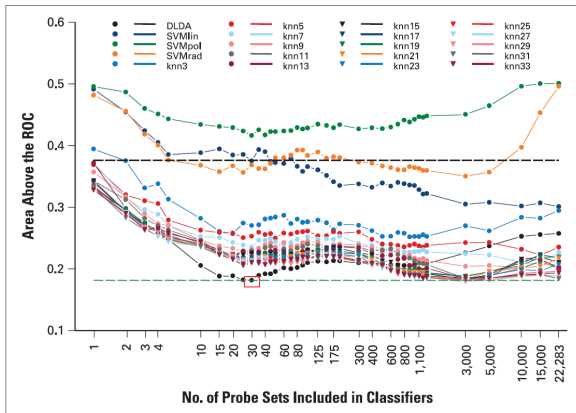 DLDA
SVMlin
SVMpol
SVMrad
knn3
knn5
knn7
knn9
knn11
knn13
knn15
knn17
knn19
knn21
knn23
knn25
knn27
knn29
knn31
knn33
Area Above the ROC
0.6
0.5
0.4
0.3
0.2
0.1
1 2 3 4 10 15 20 30 40 60 80 125 175 300 400 600 800 1,100 3,000 5,000 10,000 15,000 22,283
No. of Probe Sets Included in Classifiers